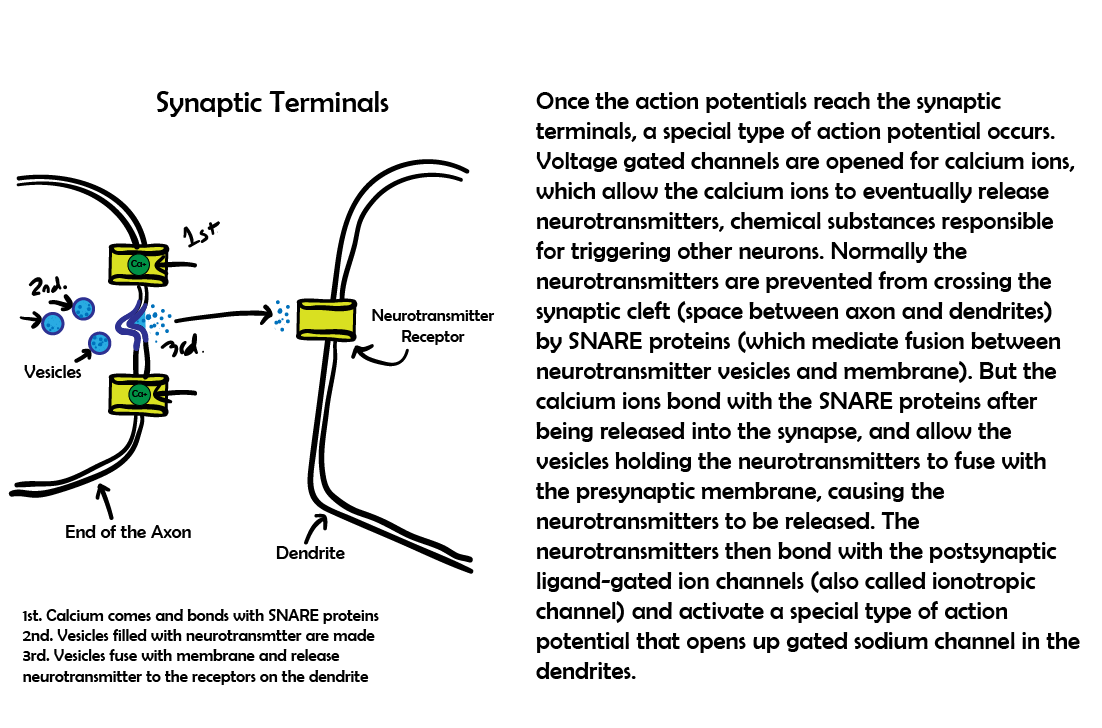 Synaptic Terminals
1st
Ca+
2nd.
3rd.
Vesicles
Ca+
Neurotransmitter
Receptor
End of the Axon
Dendrite
1st. Calcium comes and bonds with SNARE proteins
2nd. Vesicles filled with neurotransmtter are made
3rd. Vesicles fuse with membrane and release
neurotransmitter to the receptors on the dendrite
Once the action potentials reach the synaptic
terminals, a special type of action potential occurs.
Voltage gated channels are opened for calcium ions,
which allow the calcium ions to eventually release
neurotransmitters, chemical substances responsible
for triggering other neurons. Normally the
neurotransmitters are prevented from crossing the
synaptic cleft (space between axon and dendrites)
by SNARE proteins (which mediate fusion between
neurotransmitter vesicles and membrane). But the
calcium ions bond with the SNARE proteins after
being released into the synapse, and allow the
vesicles holding the neurotransmitters to fuse with
the presynaptic membrane, causing the
neurotransmitters to be released. The
neurotransmitters then bond with the postsynaptic
ligand-gated ion channels (also called ionotropic
channel) and activate a special type of action
potential that opens up gated sodium channel in the
dendrites.